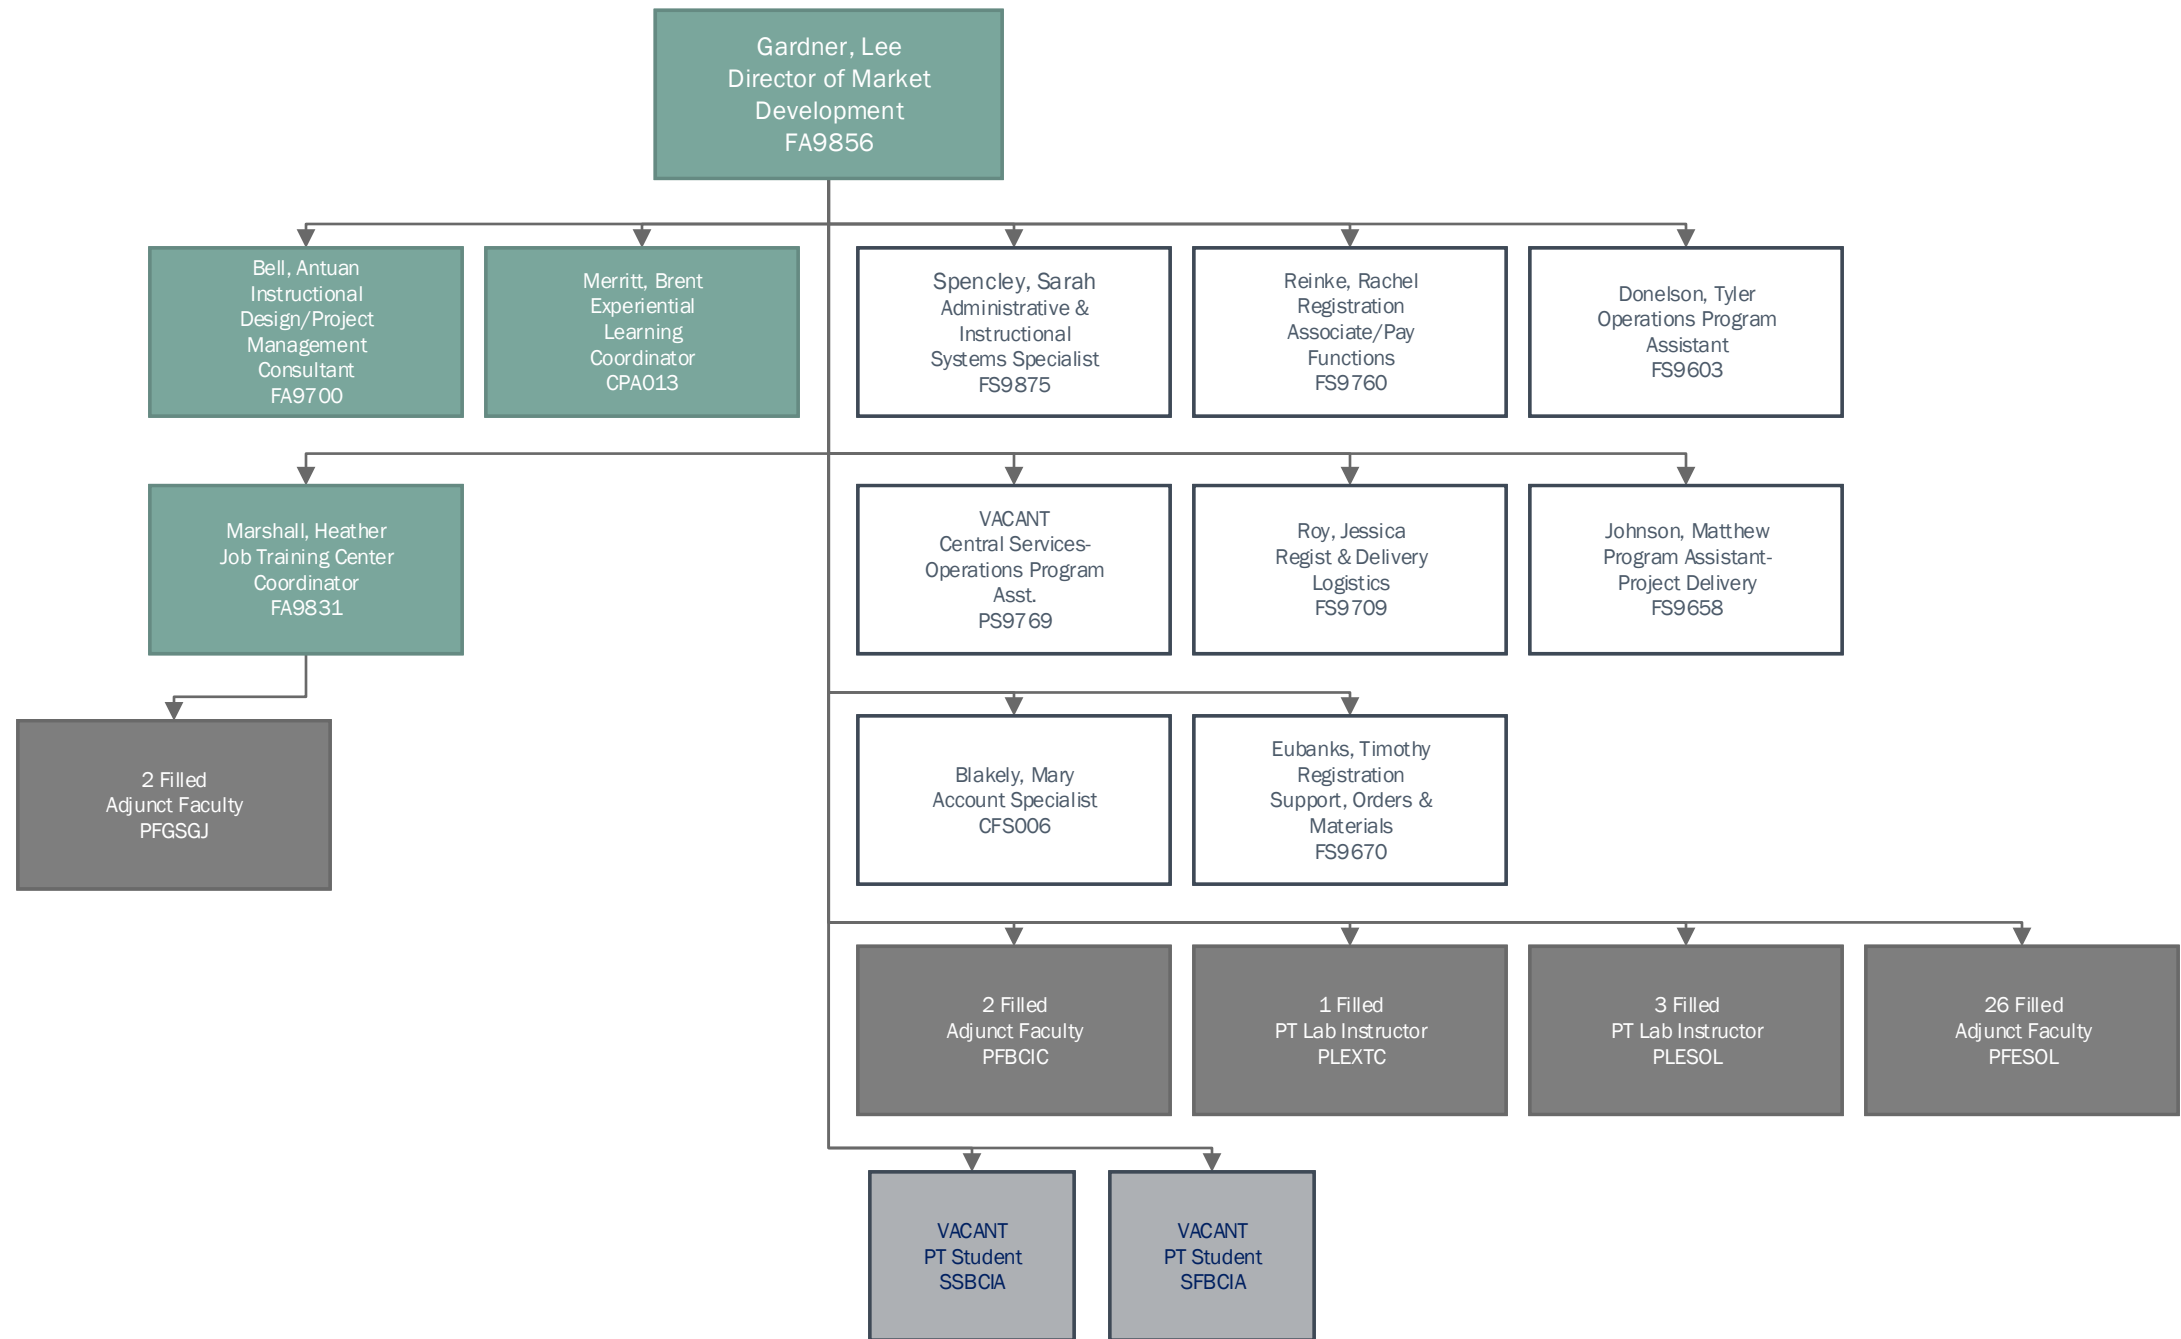 Gardner, Lee
Director of Market
Development
FA9856
Bell, Antuan
Instructional
Design/Project
Management
Consultant
FA9700
Merritt, Brent
Experiential
Learning
Coordinator
CPA013
Spencley, Sarah
Administrative &
Instructional
Systems Specialist
FS9875
Reinke, Rachel
Registration
Associate/Pay
Functions
FS9760
Donelson, Tyler
Operations Program
Assistant
FS9603
Marshall, Heather
Job Training Center
Coordinator
FA9831
VACANT
Central Services-
Operations Program
Asst.
PS9769
Roy, Jessica
Regist & Delivery
Logistics
FS9709
Johnson, Matthew
Program Assistant-
Project Delivery
FS9658
2 Filled
Adjunct Faculty
PFGSGJ
Blakely, Mary
Account Specialist
CFS006
Eubanks, Timothy
Registration
Support, Orders &
Materials
FS9670
2 Filled
Adjunct Faculty
PFBCIC
1 Filled
PT Lab Instructor
PLEXTC
3 Filled
PT Lab Instructor
PLESOL
26 Filled
Adjunct Faculty
PFESOL
VACANT
PT Student
SSBCIA
VACANT
PT Student
SFBCIA